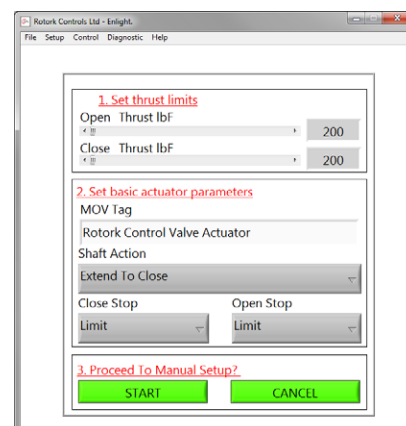 Rotork Controls Ltd - Enlight.
File Setup Control Diagnostic Help
1. Set thrust limits
Open Thrust lbF
200
Close Thrust lbF
200
2. Set basic actuator parameters
MOV Tag
Rotork Control Valve Actuator
Shaft Action
Extend To Close
Close Stop Open Stop
Limit Limit
3. Proceed To Manual Setup?
START CANCEL